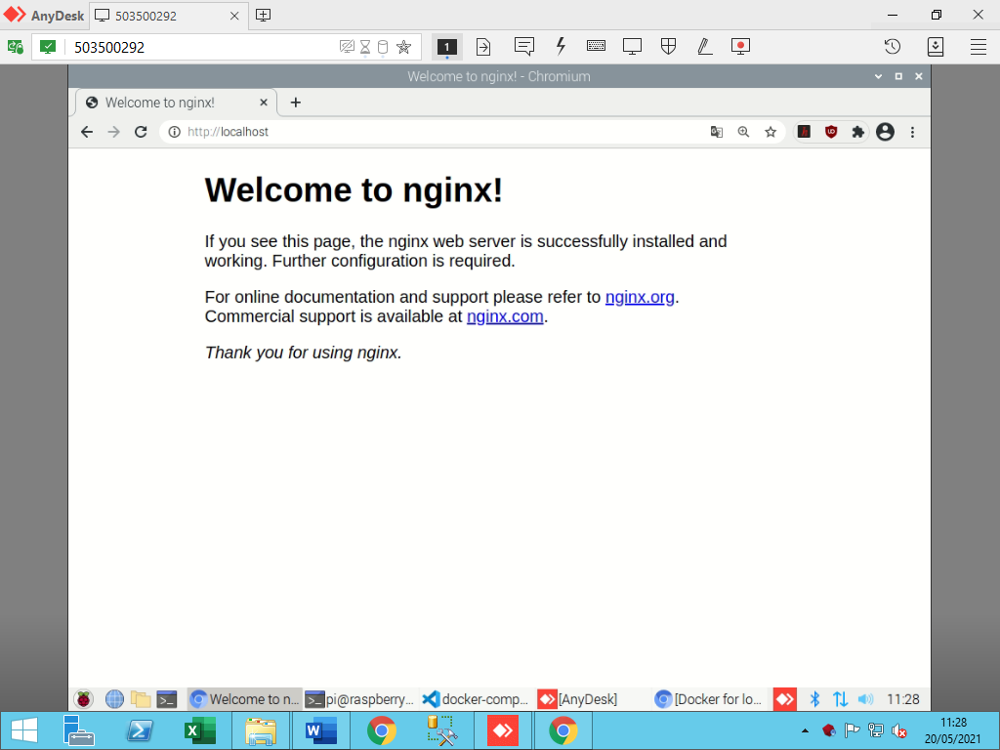 AnyDesk
503500292
503500292
1
Welcome to nginx! - Chromium
Welcome to nginx!
http://localhost
Welcome to nginx!
If you see this page, the nginx web server is successfully installed and
working. Further configuration is required.
For online documentation and support please refer to nginx.org.
Commercial support is available at nginx.com.
Thank you for using nginx.
Welcome to n...
pi@raspberry...
docker-comp...
[AnyDesk]
[Docker for lo...
11:28
11:28
20/05/2021